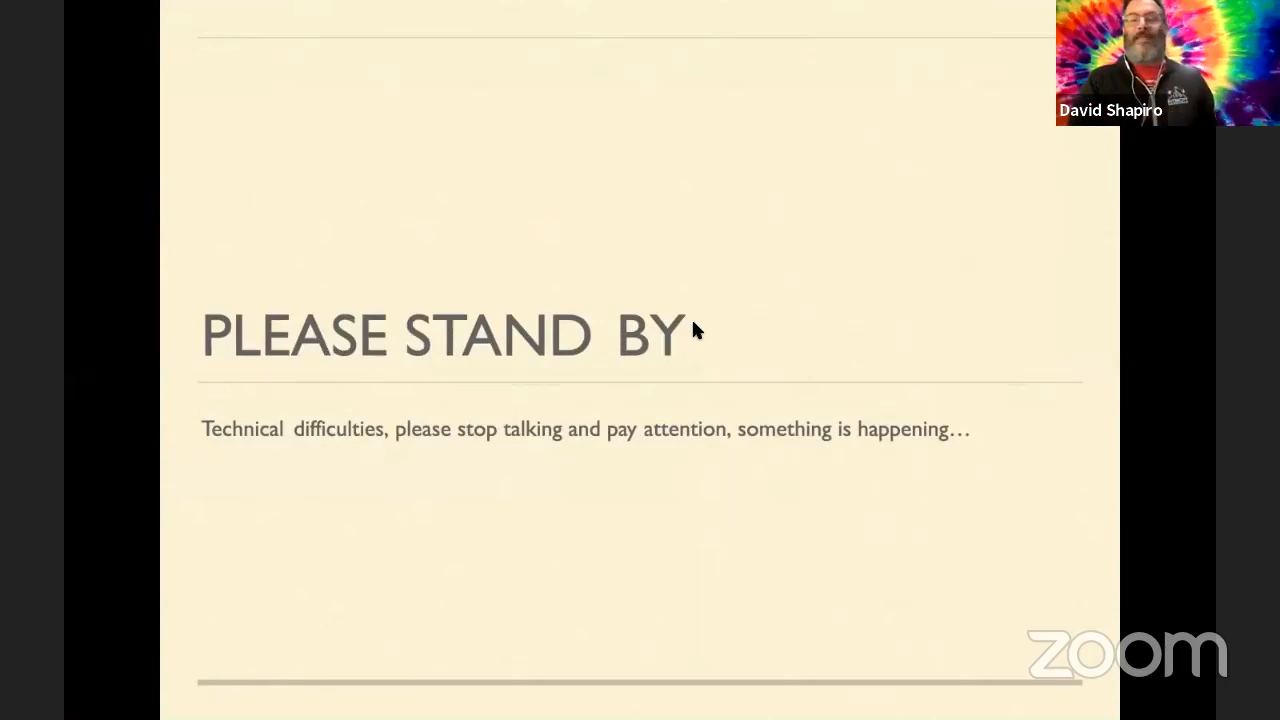 David Shapiro
PLEASE STAND BY
Technical difficulties, please stop talking and pay attention, something is happening…
zoom